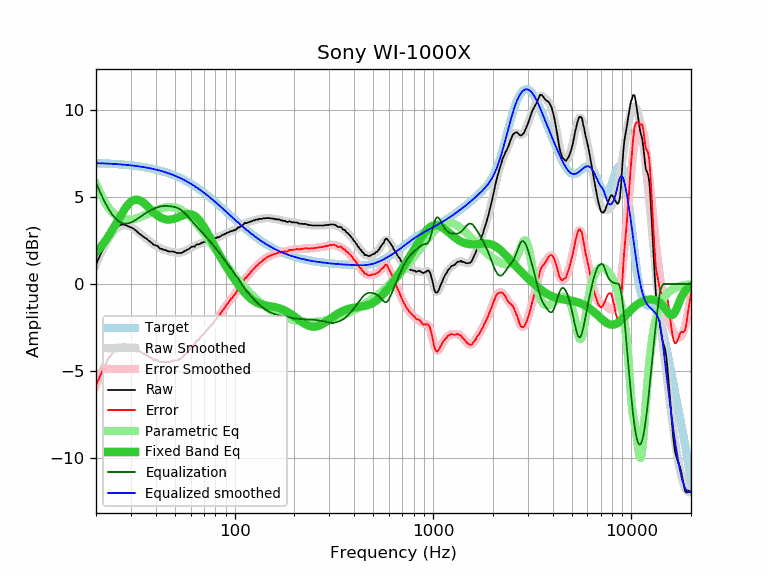 Sony WI-1000X
Amplitude (dBr)
10
5
0
−5
−10
Target
Raw Smoothed
Error Smoothed
Raw
Error
Parametric Eq
Fixed Band Eq
Equalization
Equalized smoothed
100
1000
10000
Frequency (Hz)